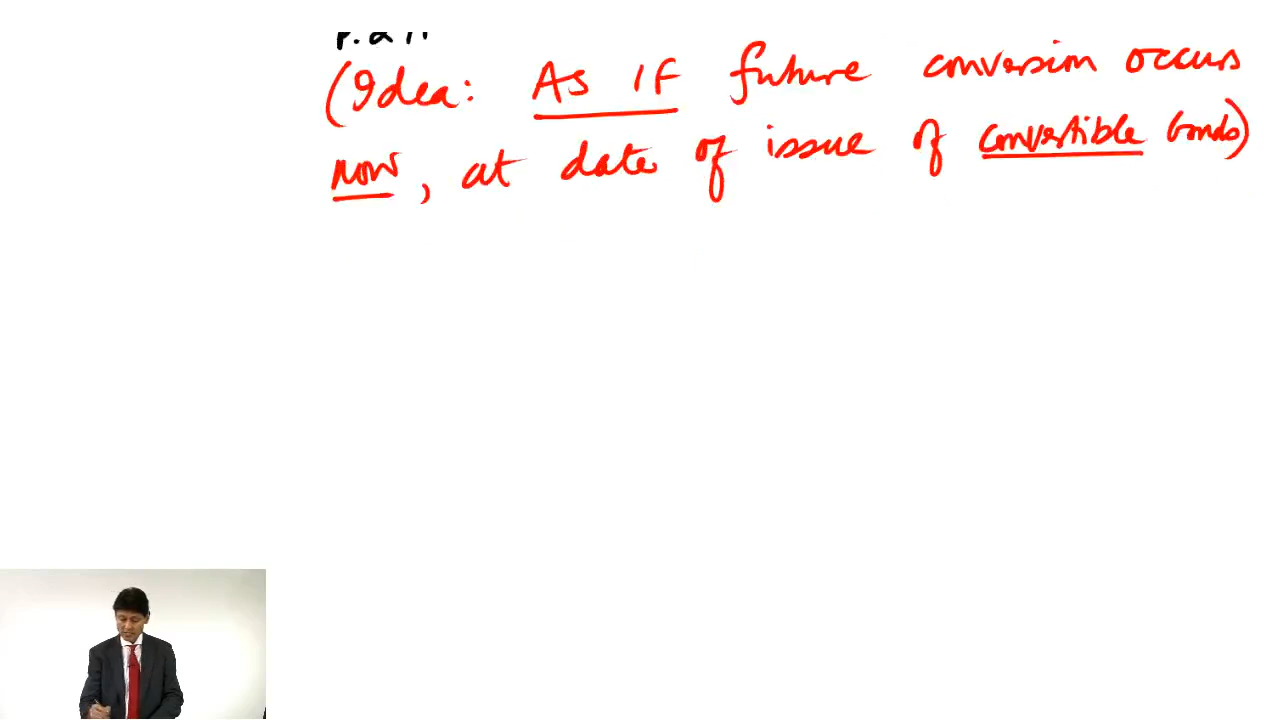 (Idea: As IF future conversion occurs
now, at date of issue of convertible bonds)